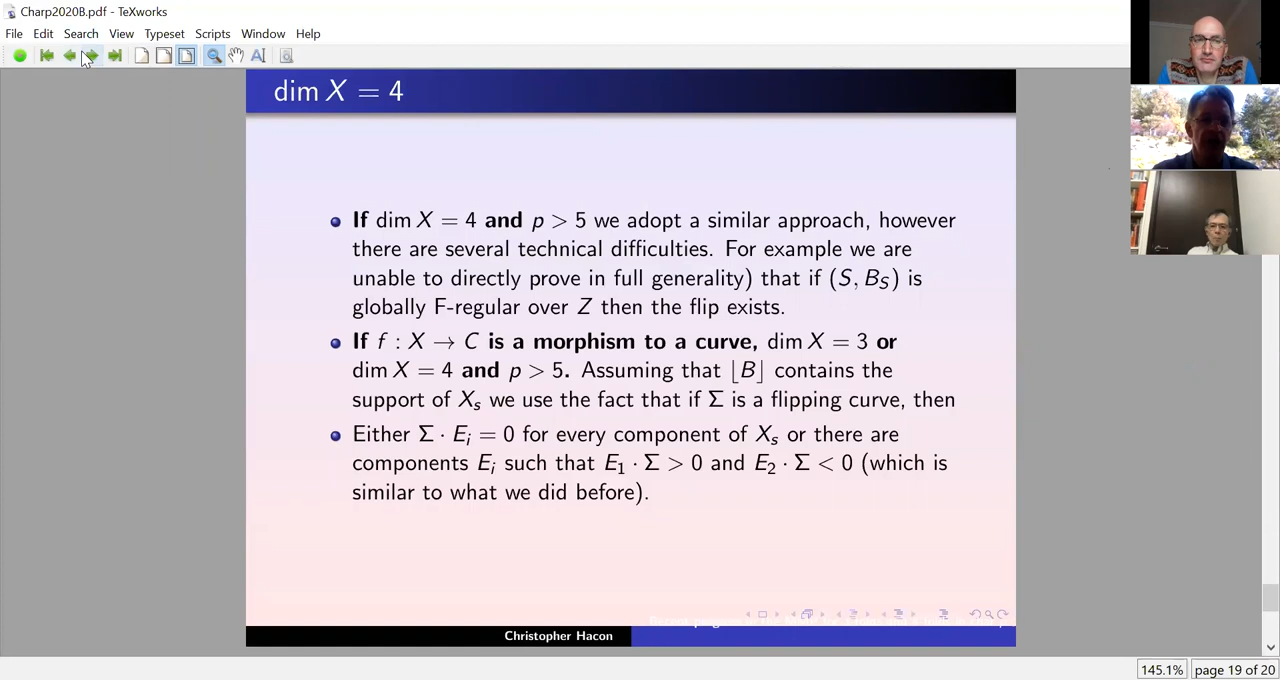 Charp2020B.pdf - TeXworks
File Edit Search View Typeset Scripts Window Help
dim X = 4
If dim X = 4 and p > 5 we adopt a similar approach, however
there are several technical difficulties. For example we are
unable to directly prove in full generality) that if (S, B_S) is
globally F-regular over Z then the flip exists.
If f : X → C is a morphism to a curve, dim X = 3 or
dim X = 4 and p > 5. Assuming that ⌊B⌋ contains the
support of X_s we use the fact that if Σ is a flipping curve, then
Either Σ · E_i = 0 for every component of X_s or there are
components E_i such that E_1 · Σ > 0 and E_2 · Σ < 0 (which is
similar to what we did before).
Christopher Hacon
145.1% page 19 of 20